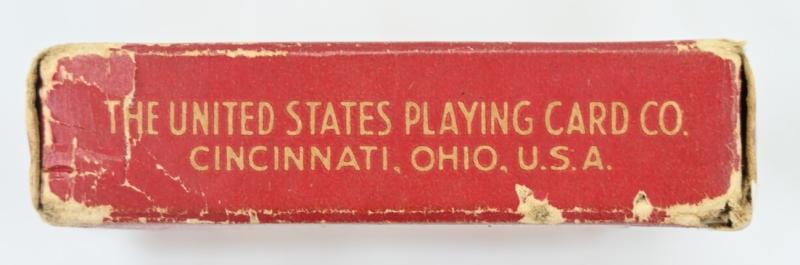 THE UNITED STATES PLAYING CARD CO.
CINCINNATI, OHIO, U.S.A.